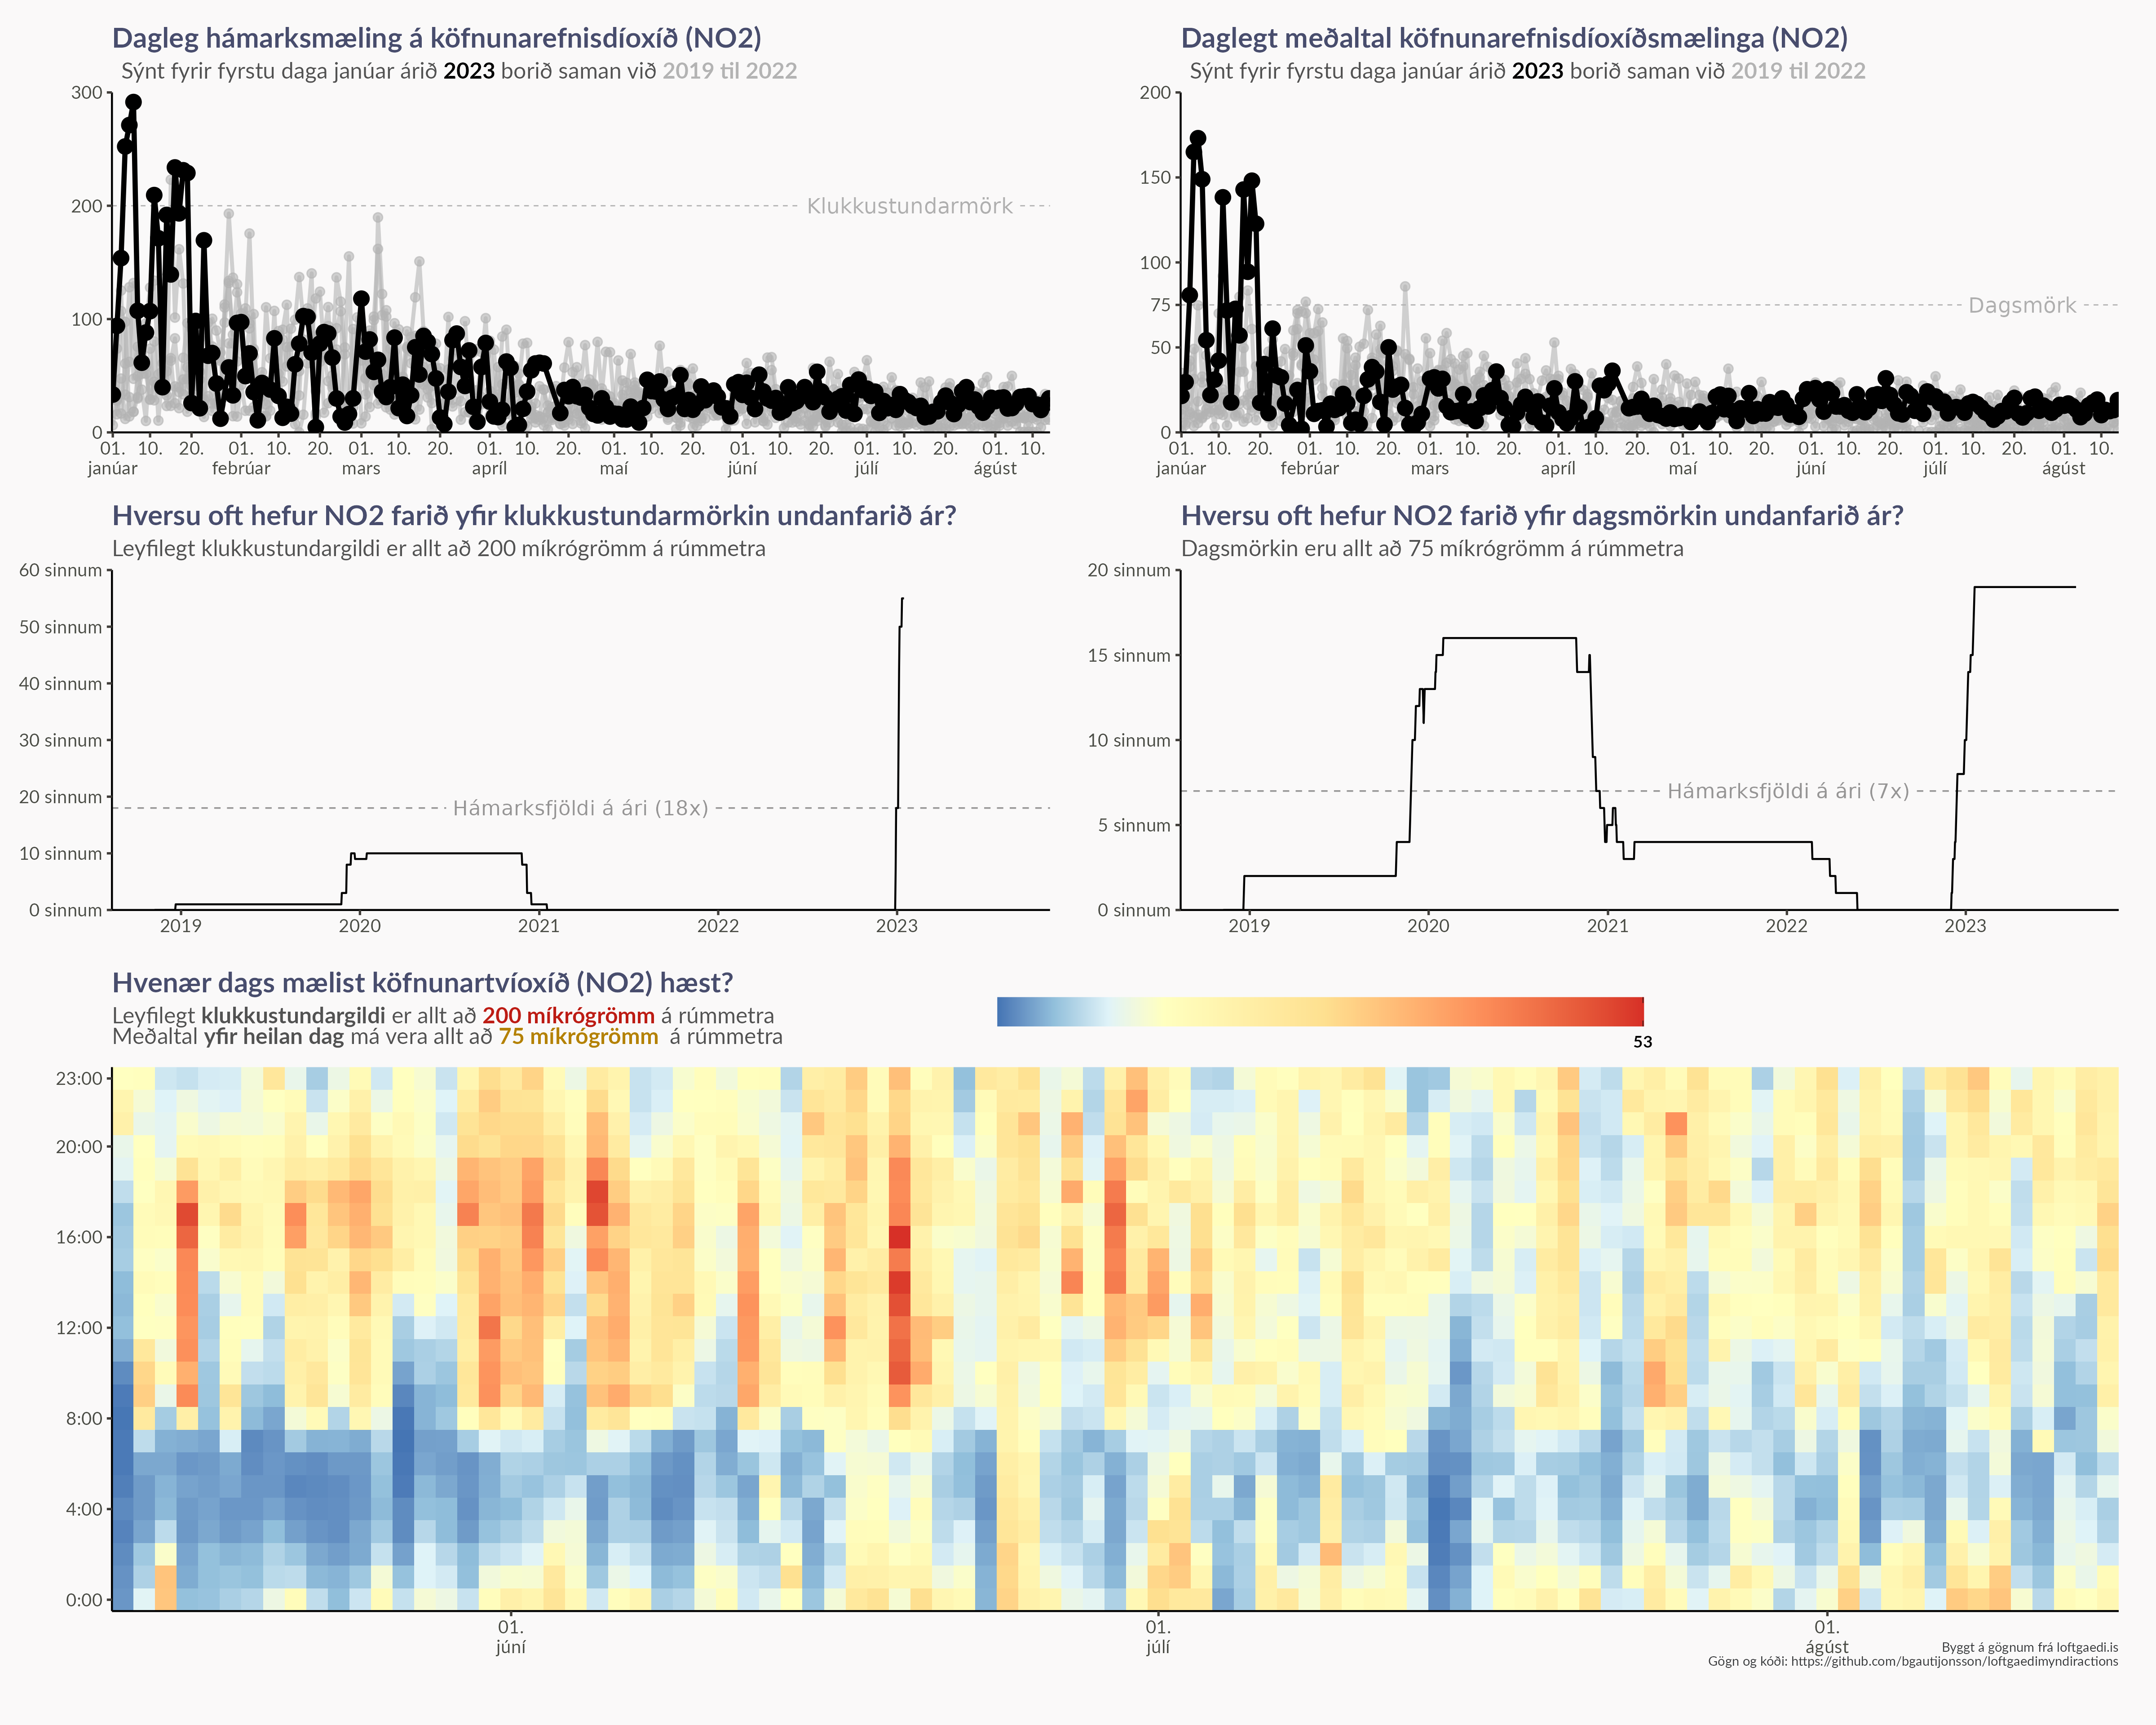 Dagleg hámarksmæling á köfnunarefnisdíoxíð (NO2)
Sýnt fyrir fyrstu daga janúar árið 2023 borið saman við 2019 til 2022
300
200
100
0
Klukkustundarmörk
01. 10. 20. 01. 10. 20. 01. 10. 20. 01. 10. 20. 01. 10. 20. 01. 10. 20. 01. 10. 20. 01. 10.
janúar febrúar mars apríl maí júní júlí ágúst
Daglegt meðaltal köfnunarefnisdíoxíðsmælinga (NO2)
Sýnt fyrir fyrstu daga janúar árið 2023 borið saman við 2019 til 2022
200
150
100
75
50
0
Dagsmörk
01. 10. 20. 01. 10. 20. 01. 10. 20. 01. 10. 20. 01. 10. 20. 01. 10. 20. 01. 10. 20. 01. 10.
janúar febrúar mars apríl maí júní júlí ágúst
Hversu oft hefur NO2 farið yfir klukkustundarmörkin undanfarið ár?
Leyfilegt klukkustundargildi er allt að 200 míkrógrömm á rúmmetra
60 sinnum
50 sinnum
40 sinnum
30 sinnum
20 sinnum
10 sinnum
0 sinnum
Hámarksfjöldi á ári (18x)
2019 2020 2021 2022 2023
Hversu oft hefur NO2 farið yfir dagsmörkin undanfarið ár?
Dagsmörkin eru allt að 75 míkrógrömm á rúmmetra
20 sinnum
15 sinnum
10 sinnum
5 sinnum
0 sinnum
Hámarksfjöldi á ári (7x)
2019 2020 2021 2022 2023
Hvenær dags mælist köfnunartvíoxíð (NO2) hæst?
Leyfilegt klukkustundargildi er allt að 200 míkrógrömm á rúmmetra
Meðaltal yfir heilan dag má vera allt að 75 míkrógrömm á rúmmetra
53
23:00
20:00
16:00
12:00
8:00
4:00
0:00
01. 01. 01.
júní júlí ágúst
Byggt á gögnum frá loftgaedi.is
Gögn og kóði: https://github.com/bgautijonsson/loftgaedimyndiractions